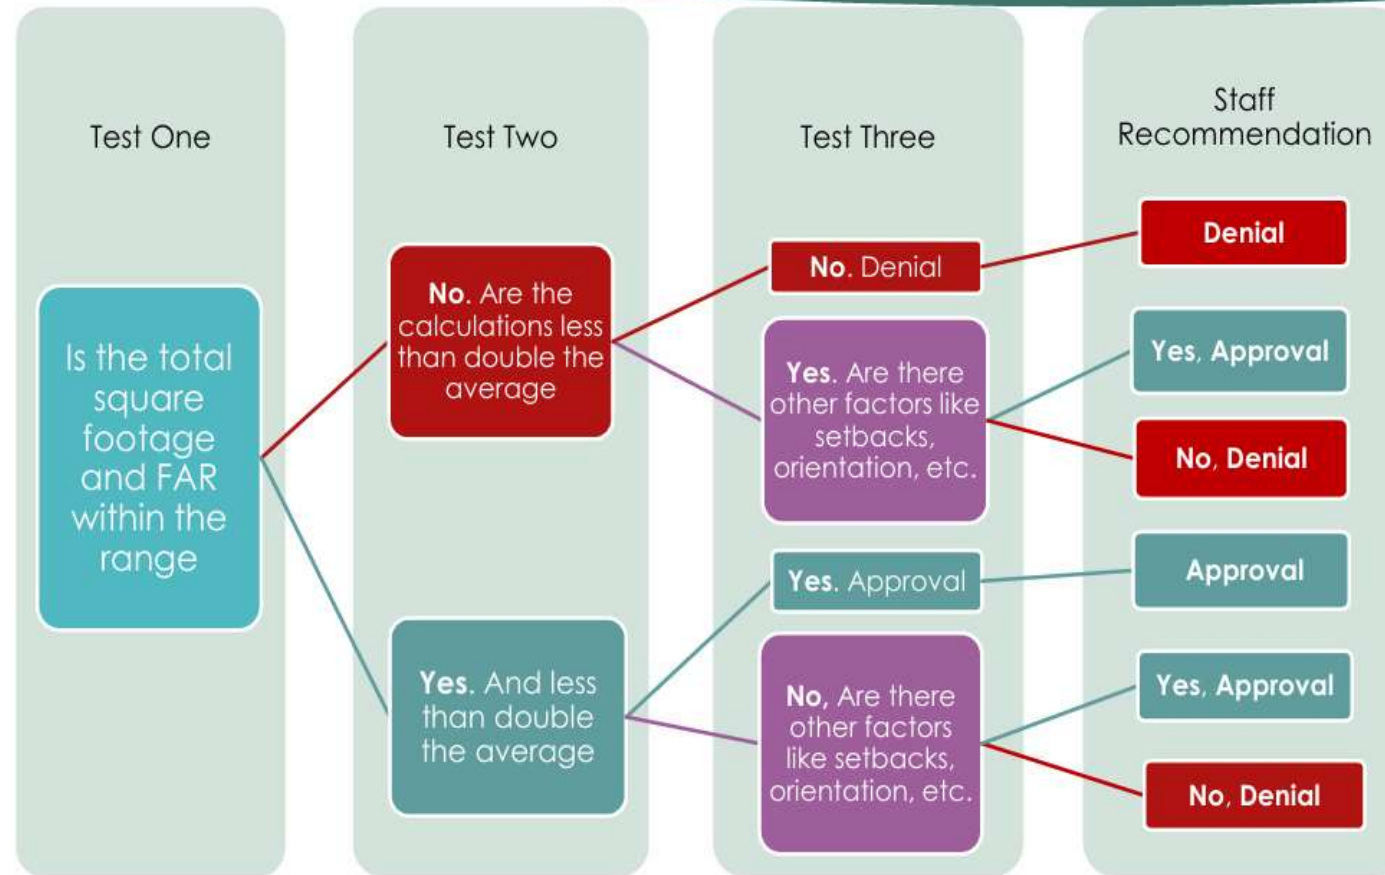 Test One
Is the total
square
footage
and FAR
within the
range
Test Two
No. Are the
calculations less
than double the
average
Yes. And less
than double
the average
Test Three
No. Denial
Yes. Are there
other factors like
setbacks,
orientation, etc.
Yes. Approval
No, Are there
other factors
like setbacks,
orientation, etc.
Staff
Recommendation
Denial
Yes, Approval
No, Denial
Approval
Yes, Approval
No, Denial